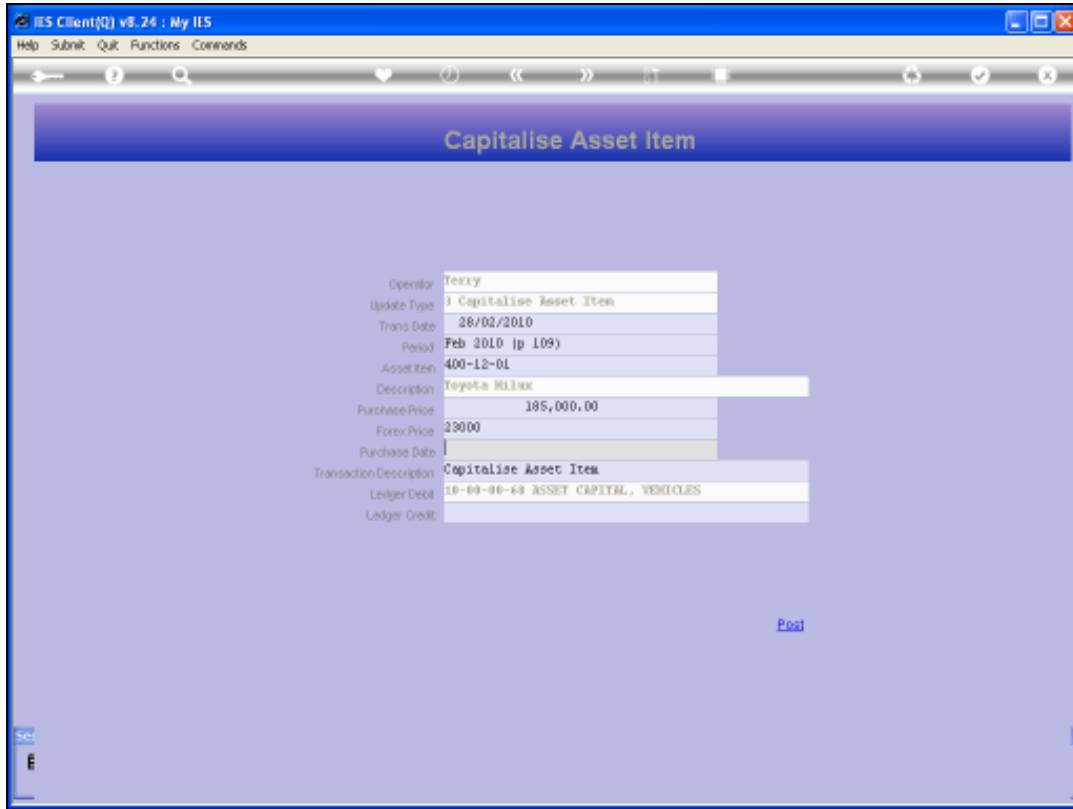 IES Client(Q) v8.24 : My IES
Help Submit Quit Functions Commands
Capitalise Asset Item
Operator Terry
Update Type 3 Capitalise Asset Item
Trans Date 28/02/2010
Period Feb 2010 (p 109)
Asset Item 400-12-01
Description Toyota Hilux
Purchase Price 185,000.00
Forex Price 23000
Purchase Date
Transaction Description Capitalise Asset Item
Ledger Debit 10-00-00-60 ASSET CAPITAL, VEHICLES
Ledger Credit
Post
Ses